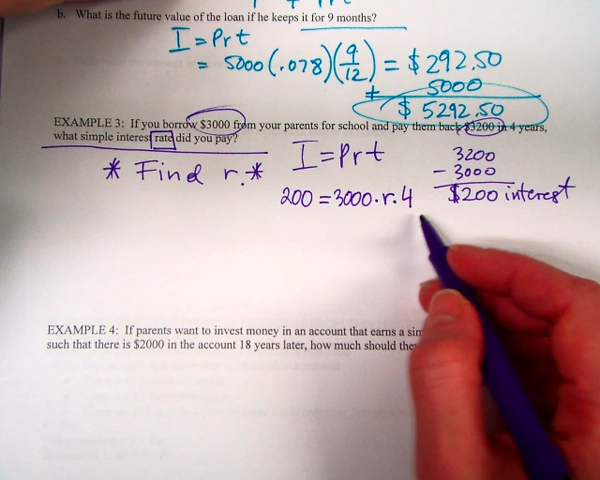 b. What is the future value of the loan if he keeps it for 9 months?
I = Prt
= 5000 (.078)(9/12) = $292.50
+ 5000
$ 5292.50
EXAMPLE 3: If you borrow $3000 from your parents for school and pay them back $3200 in 4 years,
what simple interest rate did you pay?
* Find r. *
I = Prt
200 = 3000·r·4
3200
- 3000
$200 interest
EXAMPLE 4: If parents want to invest money in an account that earns a
such that there is $2000 in the account 18 years later, how much should